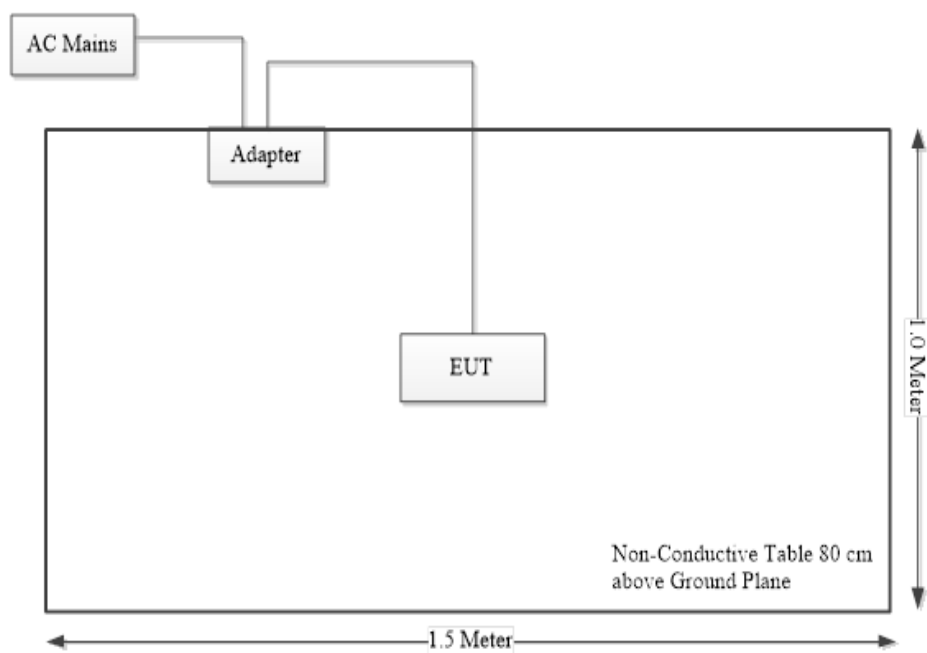 AC Mains
Adapter
EUT
1.0 Meter
Non-Conductive Table 80 cm
above Ground Plane
1.5 Meter